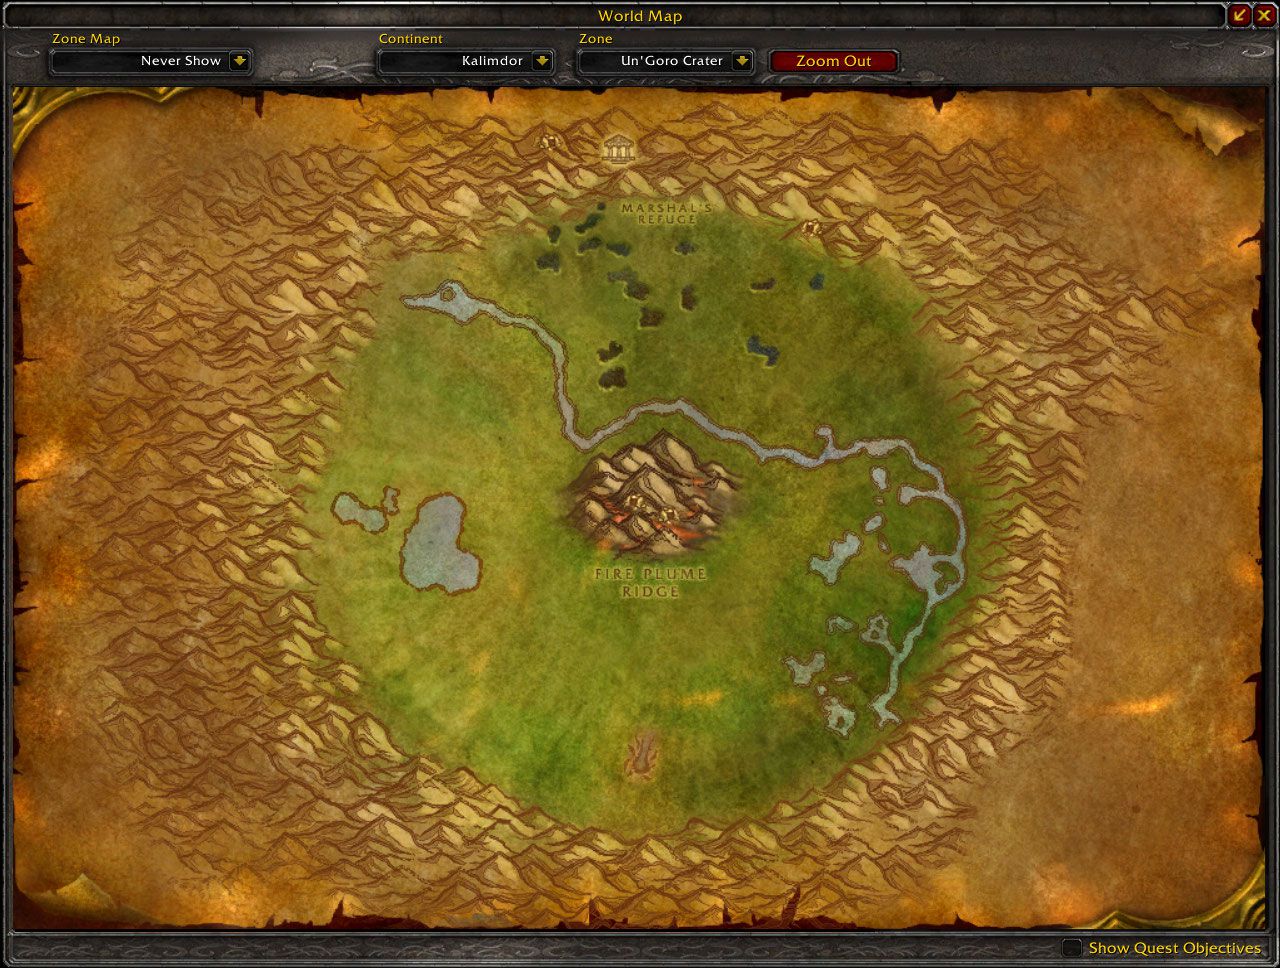 World Map
Zone Map
Continent
Zone
Never Show
Kalimdor
Un'Goro Crater
Zoom Out
MARSHAL'S
REFUGE
FIRE PLUME
RIDGE
Show Quest Objectives